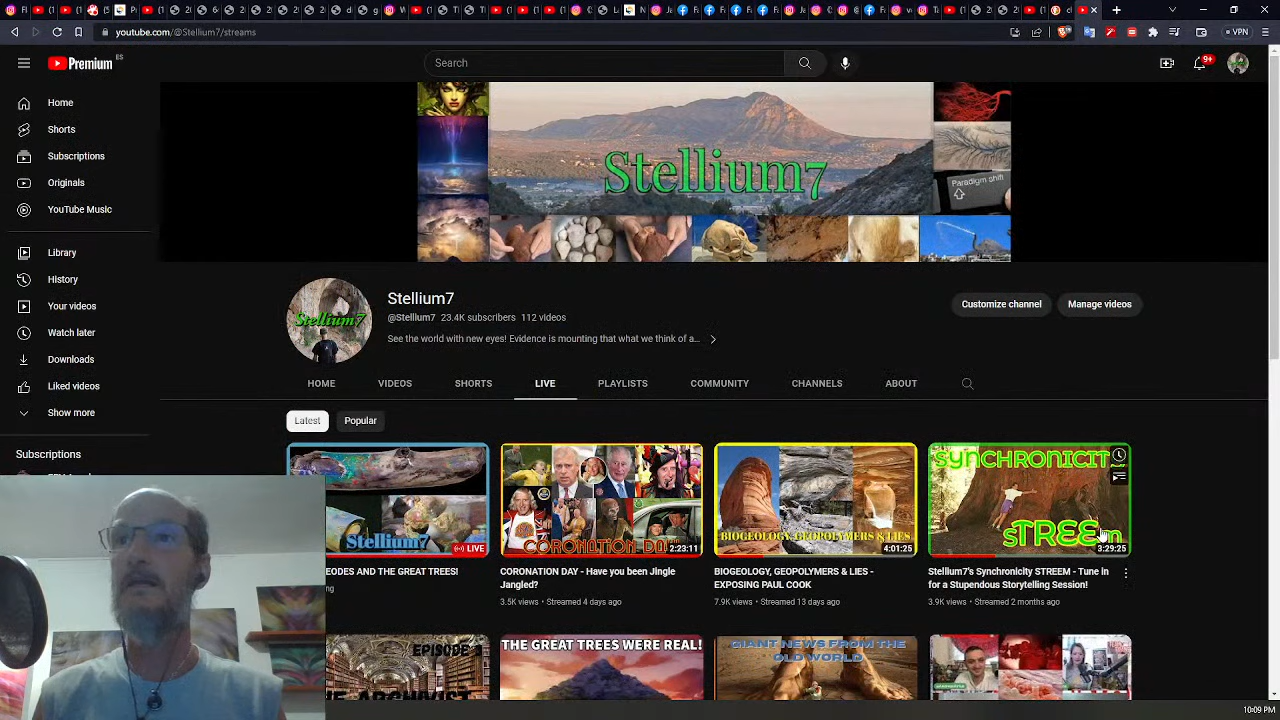 youtube.com/@Stellium7/streams
VPN
Premium
ES
Search
9+
Home
Shorts
Subscriptions
Originals
YouTube Music
Library
History
Your videos
Watch later
Downloads
Liked videos
Show more
Subscriptions
Stellium7
Paradigm shift
Stellium7
Stellium7
@Stellium7 23.4K subscribers 112 videos
See the world with new eyes! Evidence is mounting that what we think of a...
Customize channel
Manage videos
HOME
VIDEOS
SHORTS
LIVE
PLAYLISTS
COMMUNITY
CHANNELS
ABOUT
Latest
Popular
Stellium7
LIVE
EODES AND THE GREAT TREES!
CORONATION DAY
2:23:11
CORONATION DAY - Have you been Jingle
Jangled?
3.5K views • Streamed 4 days ago
BIOGEOLOGY, GEOPOLYMERS & LIES
4:01:25
BIOGEOLOGY, GEOPOLYMERS & LIES -
EXPOSING PAUL COOK
7.9K views • Streamed 13 days ago
SYNCHRONICITY
STREEm
3:29:25
Stellium7's Synchronicity STREEM - Tune in
for a Stupendous Storytelling Session!
3.9K views • Streamed 2 months ago
EPISODE
THE GREAT TREES WERE REAL!
GIANT NEWS FROM THE
OLD WORLD
10:09 PM